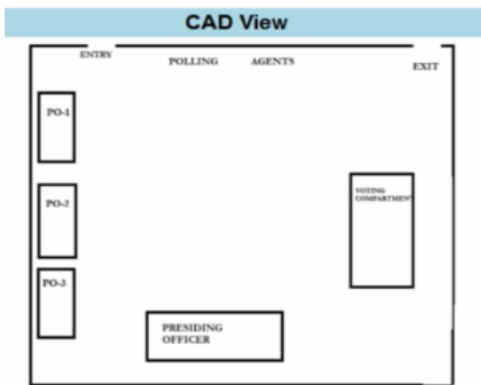 CAD View
ENTRY
POLLING AGENTS
EXIT
PO-1
PO-2
VOTING
COMPARTMENT
PO-3
PRESIDING
OFFICER